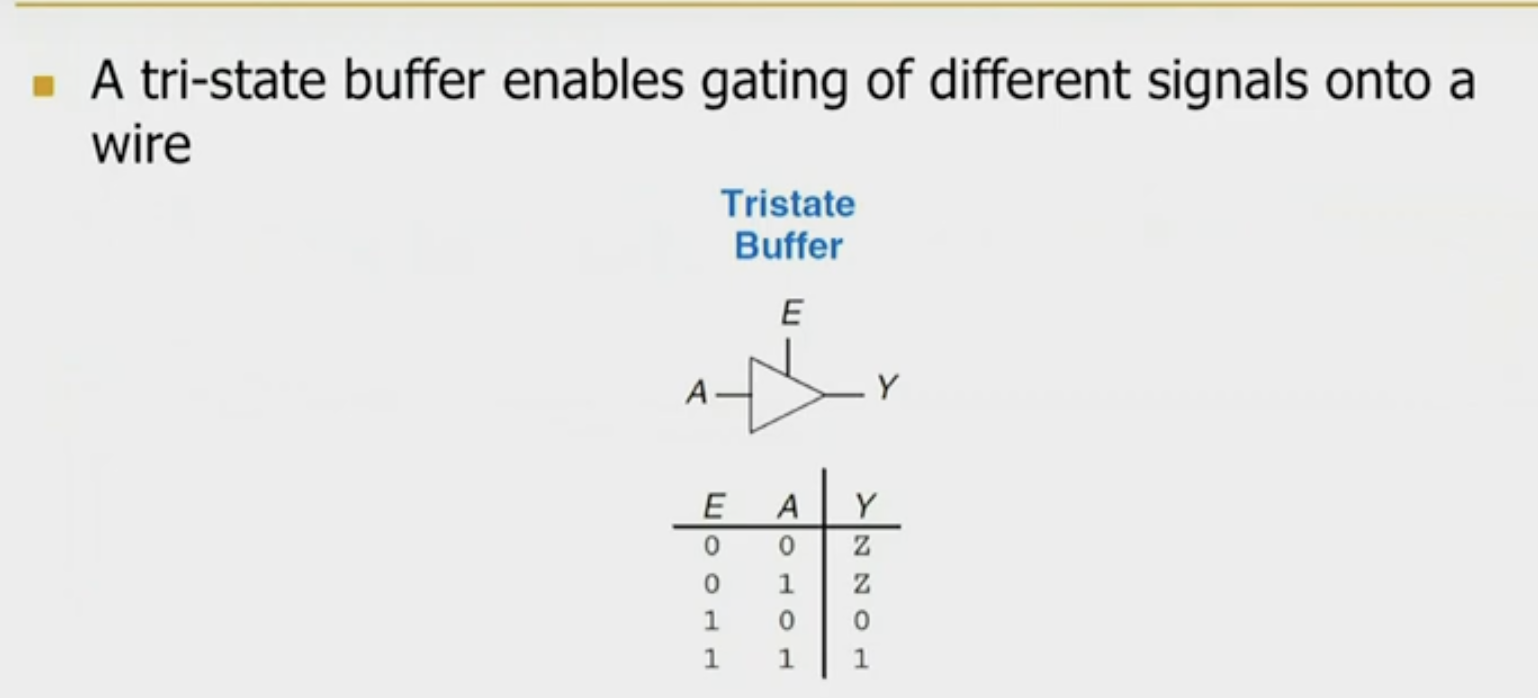 A tri-state buffer enables gating of different signals onto a
wire
Tristate
Buffer
E
A Y
E A Y
0 0 Z
0 1 Z
1 0 0
1 1 1